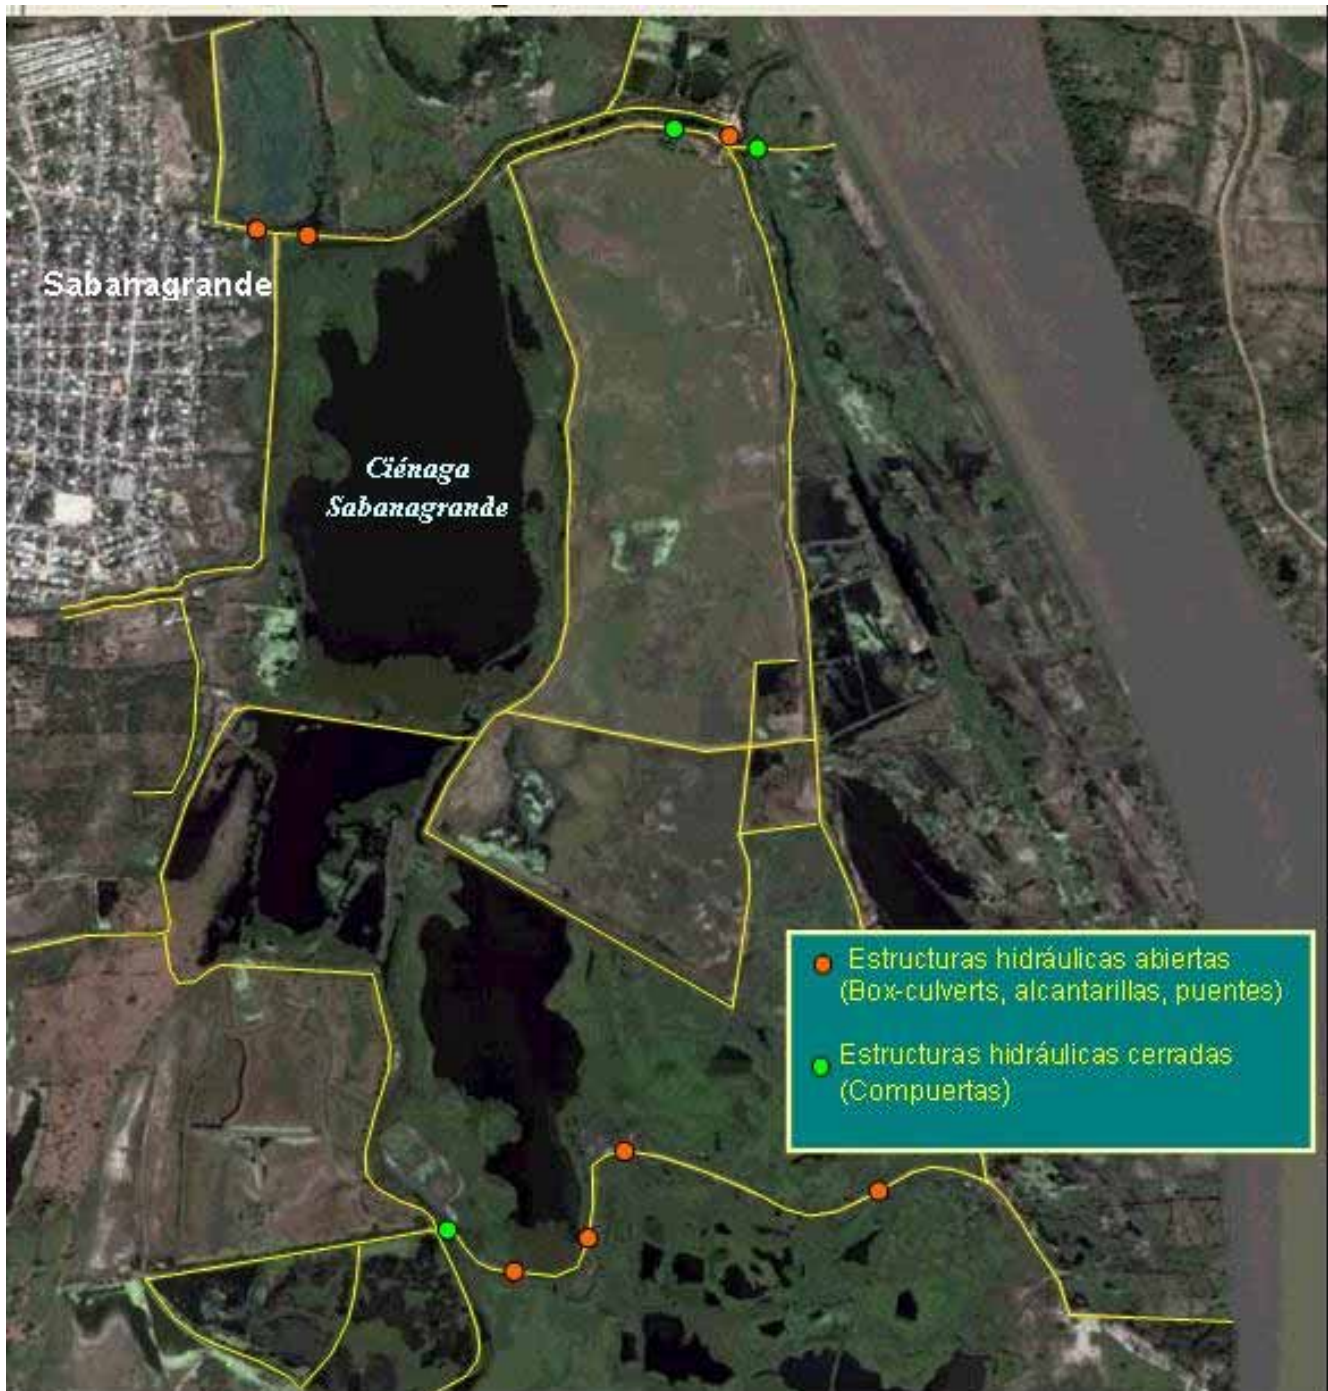 Sabanagrande
Ciénaga
Sabanagrande
Estructuras hidráulicas abiertas
(Box-culverts, alcantarillas, puentes)
Estructuras hidráulicas cerradas
(Compuertas)